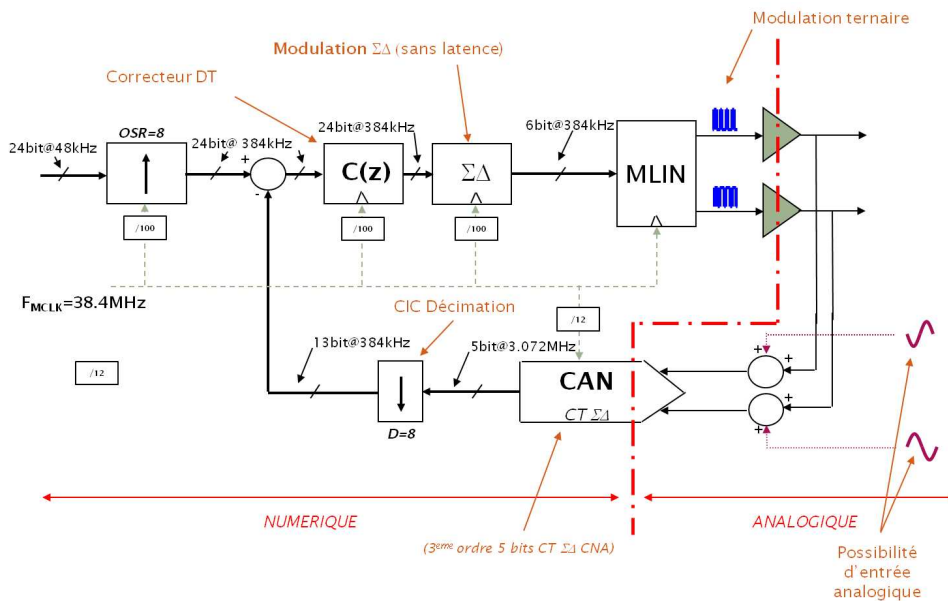 Modulation ternaire
Modulation ΣΔ (sans latence)
Correcteur DT
OSR=8
24bit@48kHz
24bit@ 384kHz
24bit@384kHz
6bit@384kHz
+
-
C(z)
ΣΔ
MLIN
/100
/100
/100
FMCLK=38.4MHz
CIC Décimation
/12
13bit@384kHz
5bit@3.072MHz
/12
CAN
CT ΣΔ
D=8
+
+
+
+
NUMERIQUE
ANALOGIQUE
(3eme ordre 5 bits CT ΣΔ CNA)
Possibilité
d'entrée
analogique